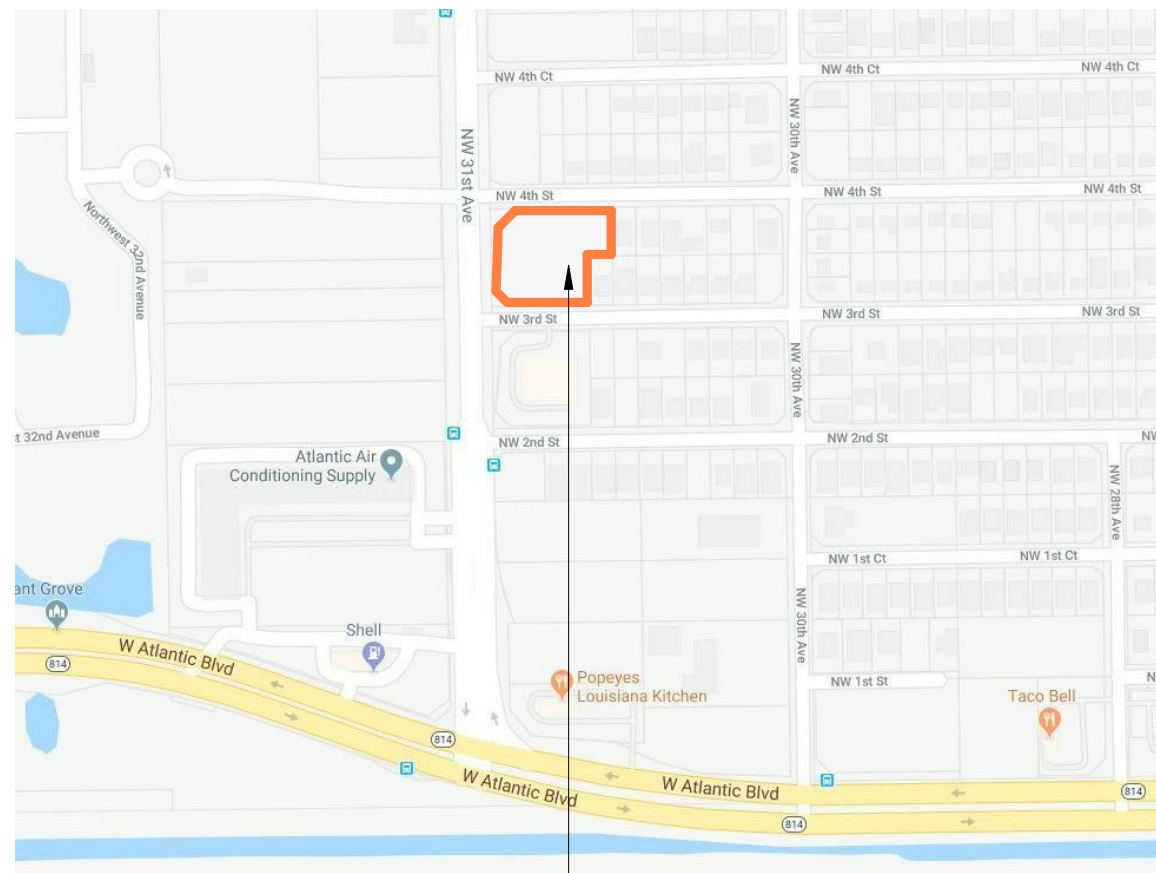 NW 4th Ct
NW 4th Ct
NW 4th Ct
NW 31st Ave
NW 30th Ave
NW 4th St
NW 4th St
NW 4th St
Northwest 32nd Avenue
NW 3rd St
NW 3rd St
NW 3rd St
NW 30th Ave
t 32nd Avenue
NW 2nd St
NW 2nd St
NW
Atlantic Air
Conditioning Supply
NW 28th Ave
NW 1st Ct
NW 1st Ct
ant Grove
NW 30th Ave
Shell
W Atlantic Blvd
814
Popeyes
Louisiana Kitchen
NW 1st St
N
Taco Bell
814
W Atlantic Blvd
W Atlantic Blvd
814
814